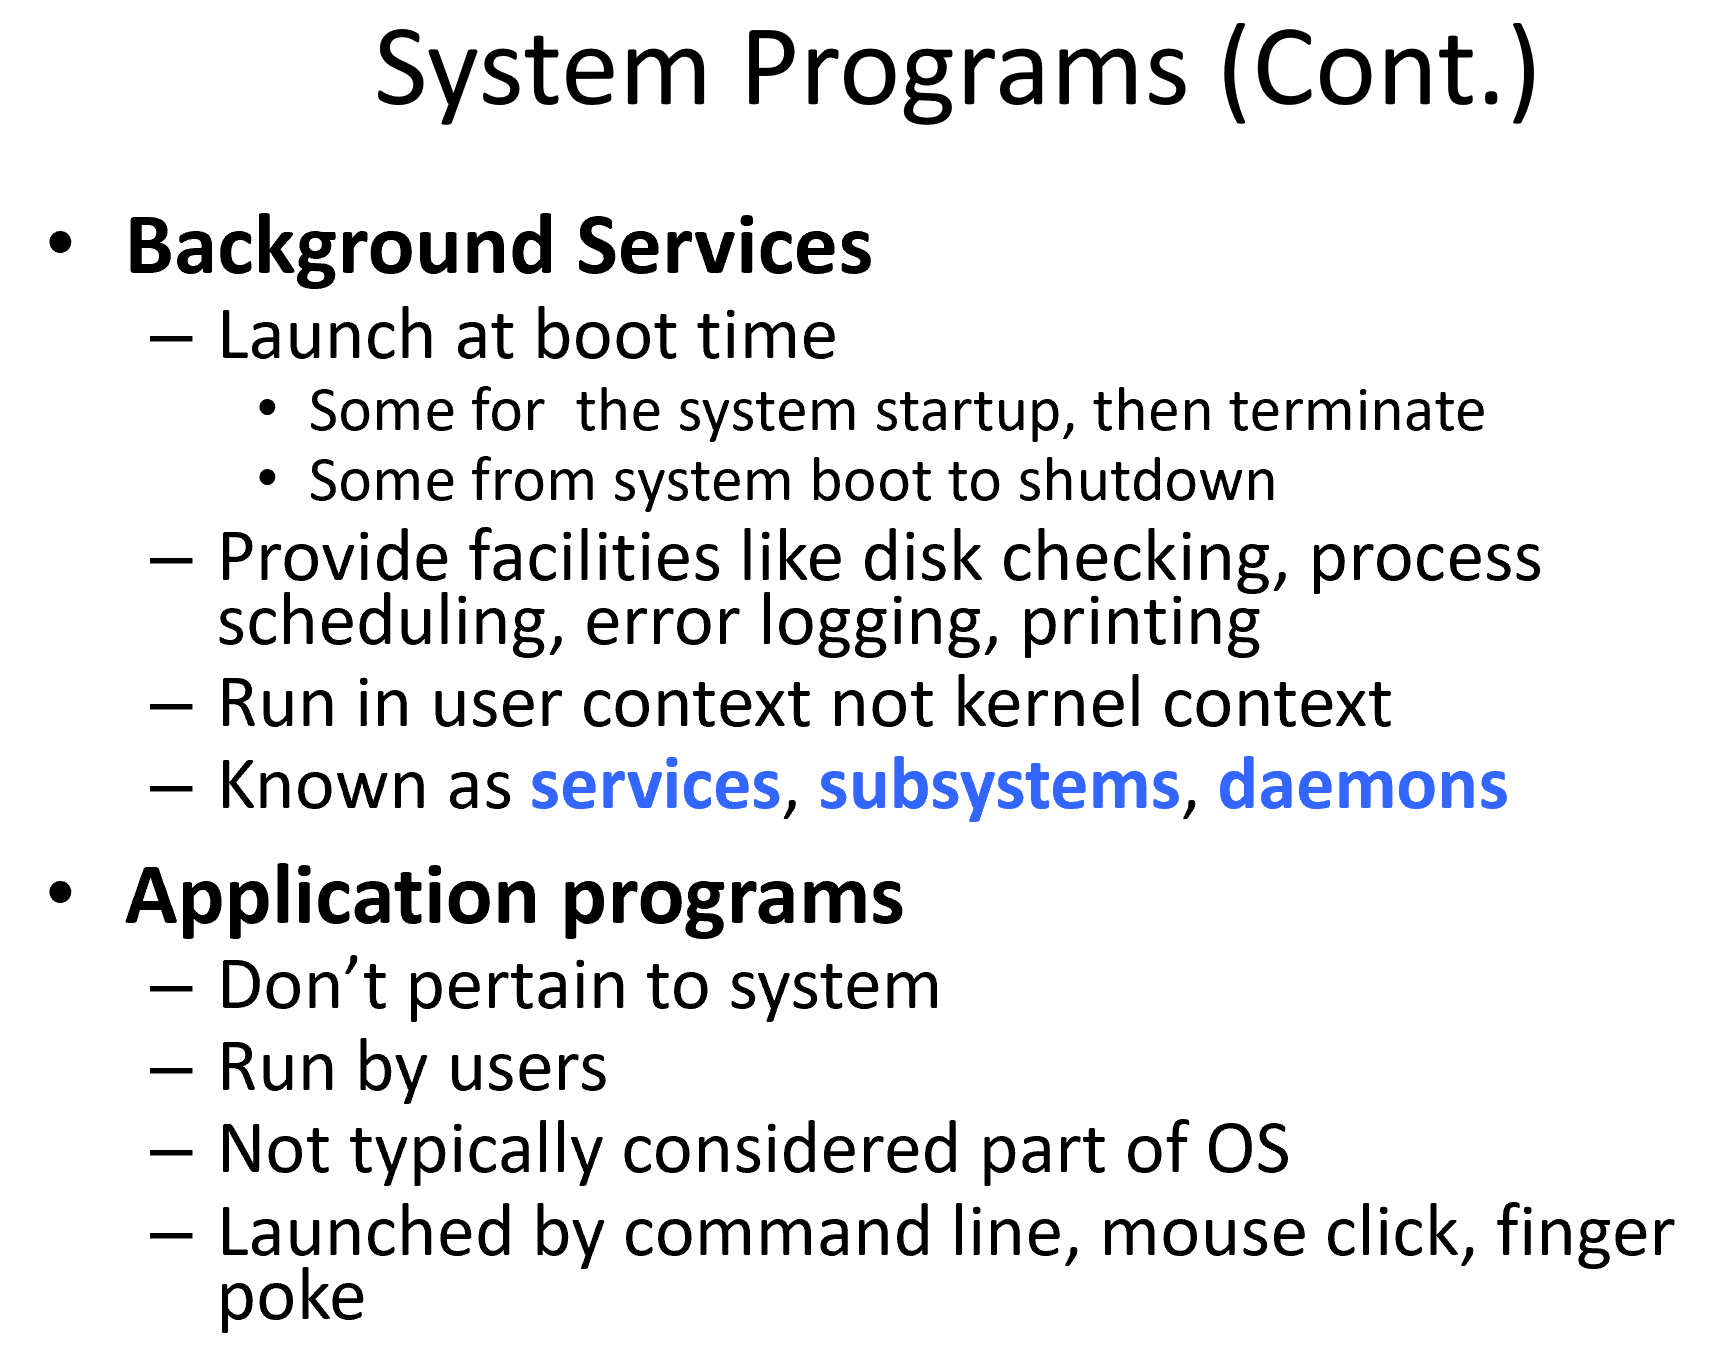 System Programs (Cont.)
• Background Services
– Launch at boot time
• Some for  the system startup, then terminate
• Some from system boot to shutdown
– Provide facilities like disk checking, process
scheduling, error logging, printing
– Run in user context not kernel context
– Known as services, subsystems, daemons
• Application programs
– Don’t pertain to system
– Run by users
– Not typically considered part of OS
– Launched by command line, mouse click, finger
poke